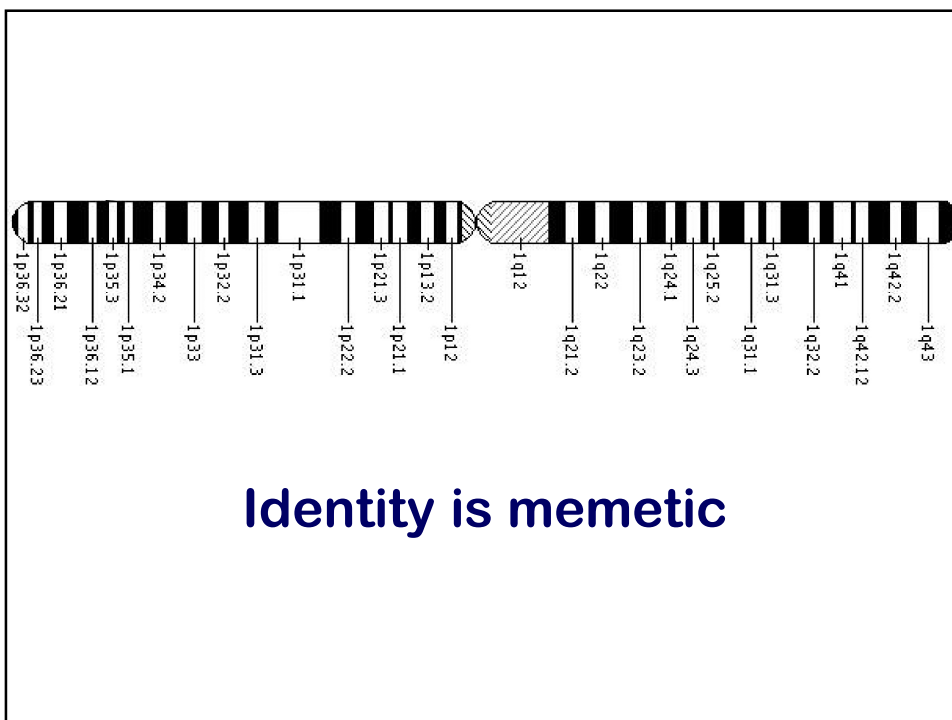 1p36.32
1p36.23
1p36.21
1p36.12
1p35.3
1p35.1
1p34.2
1p33
1p32.2
1p31.3
1p31.1
1p22.2
1p21.3
1p21.1
1p13.2
1p12
1q12
1q21.2
1q22
1q23.2
1q24.1
1q24.3
1q25.2
1q31.1
1q31.3
1q32.2
1q41
1q42.12
1q42.2
1q43
Identity is memetic